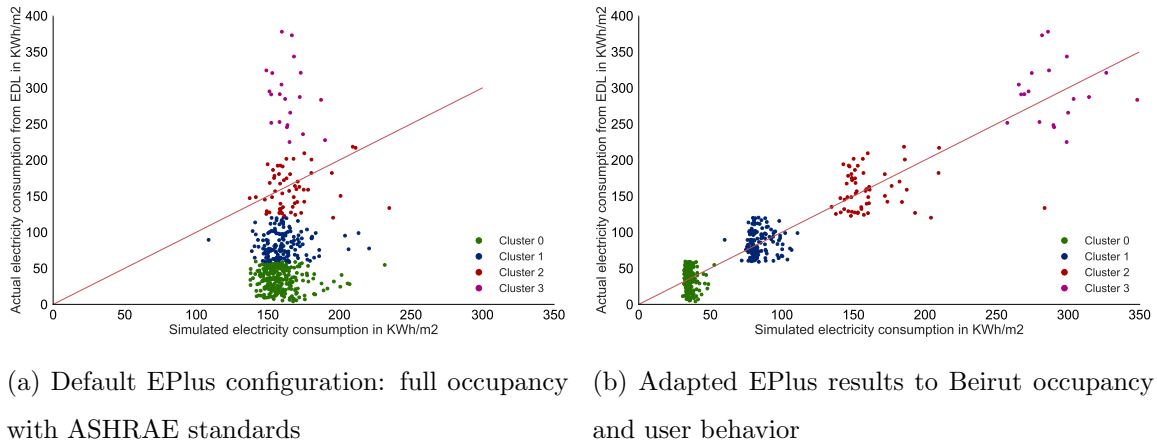 Actual electricity consumption from EDL in KWh/m2
400
350
300
250
200
150
100
50
0
0 50 100 150 200 250 300 350
Simulated electricity consumption in KWh/m2
Cluster 0
Cluster 1
Cluster 2
Cluster 3
Actual electricity consumption from EDL in KWh/m2
400
350
300
250
200
150
100
50
0
0 50 100 150 200 250 300 350
Simulated electricity consumption in KWh/m2
Cluster 0
Cluster 1
Cluster 2
Cluster 3
(a) Default EPlus configuration: full occupancy
with ASHRAE standards
(b) Adapted EPlus results to Beirut occupancy
and user behavior